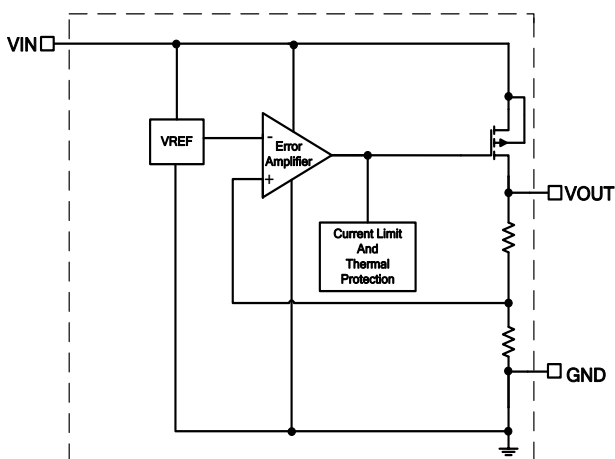 VIN
VREF
-
Error
Amplifier
+
Current Limit
And
Thermal
Protection
VOUT
GND